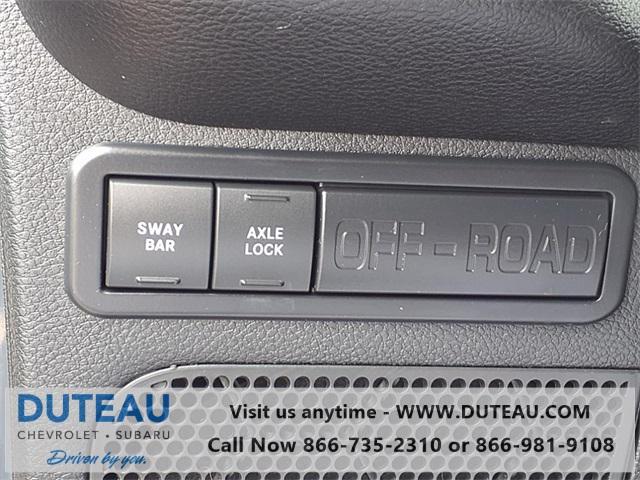 SWAY
BAR
AXLE
LOCK
OFF-ROAD
DUTEAU
CHEVROLET • SUBARU
Driven by you.
Visit us anytime - WWW.DUTEAU.COM
Call Now 866-735-2310 or 866-981-9108